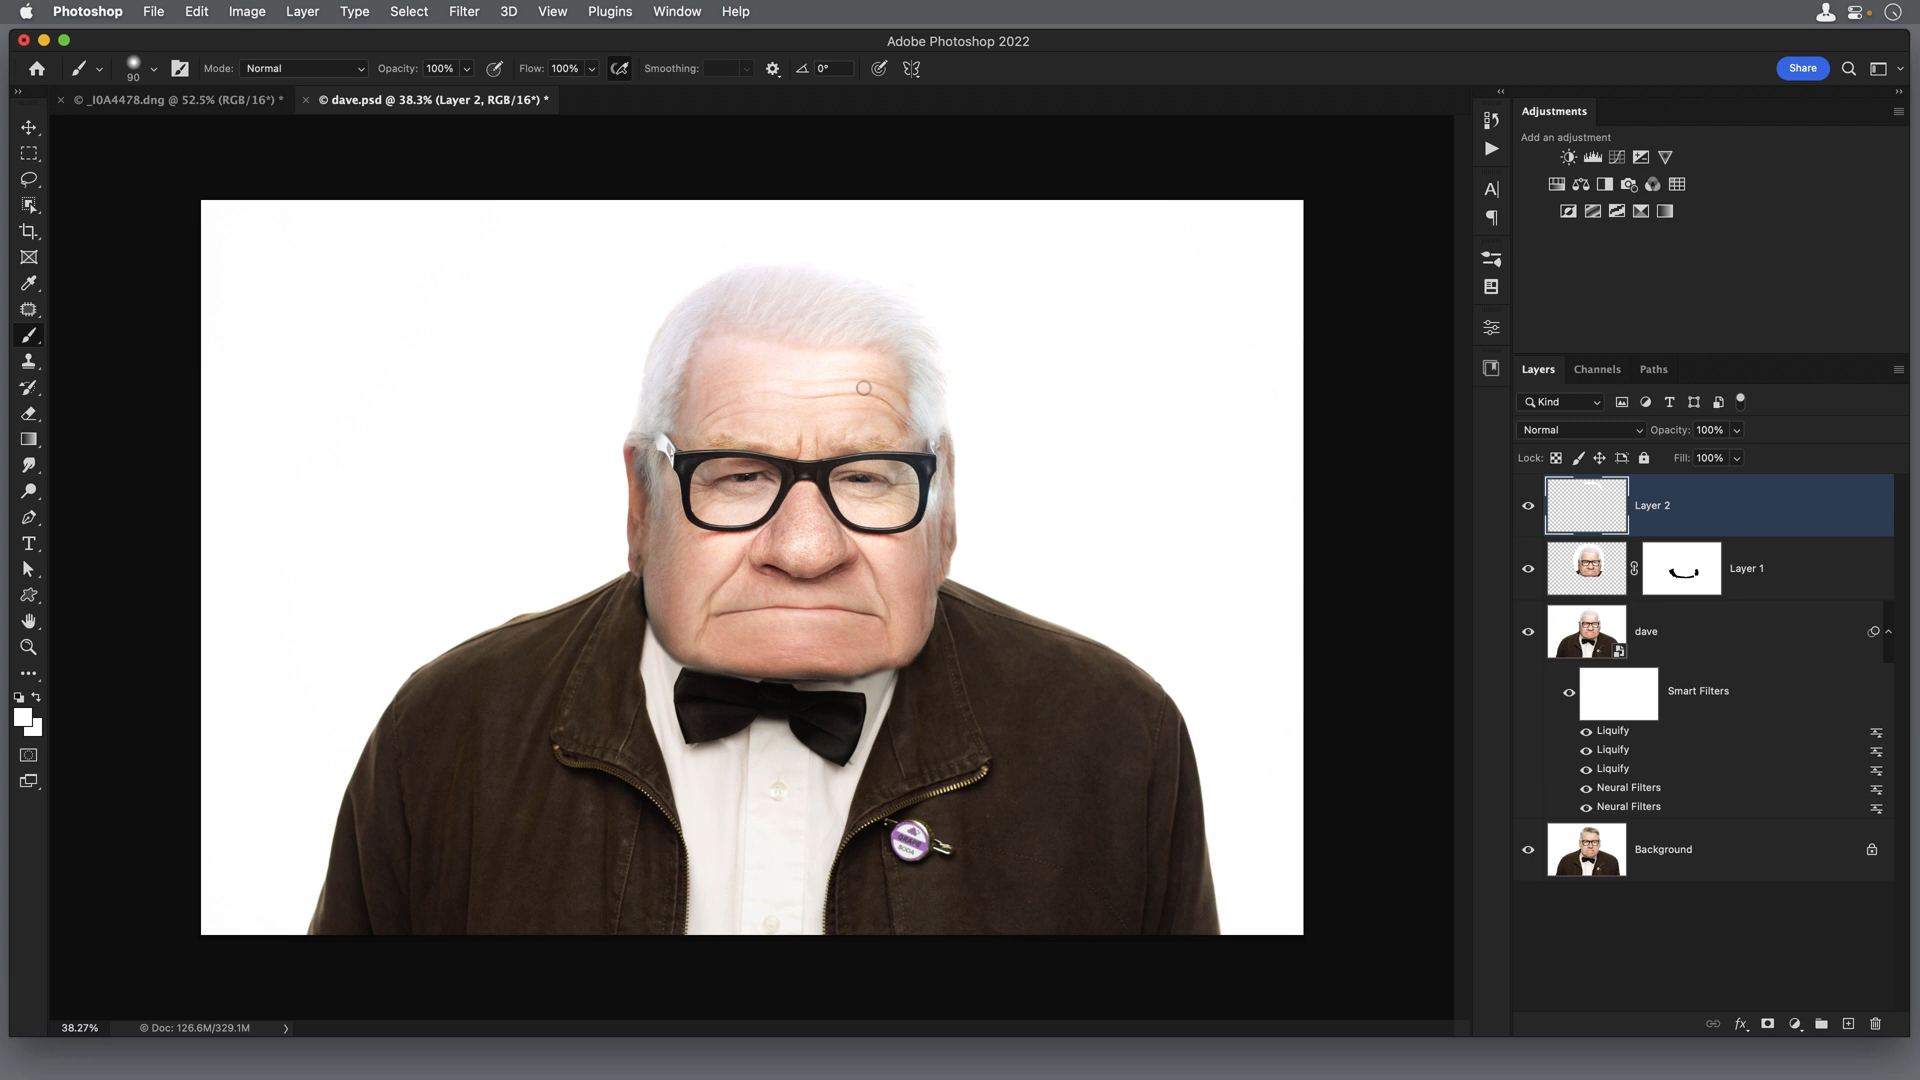 Photoshop File Edit Image Layer Type Select Filter 3D View Plugins Window Help
Adobe Photoshop 2022
90 Mode: Normal Opacity: 100% Flow: 100% Smoothing: 0° Share
© _I0A4478.dng @ 52.5% (RGB/16*) * © dave.psd @ 38.3% (Layer 2, RGB/16*) *
Adjustments
Add an adjustment
Layers Channels Paths
Kind
Normal Opacity: 100%
Lock: Fill: 100%
Layer 2
Layer 1
dave
Smart Filters
Liquify
Liquify
Liquify
Neural Filters
Neural Filters
Background
GRAPE
SODA
38.27% © Doc: 126.6M/329.1M